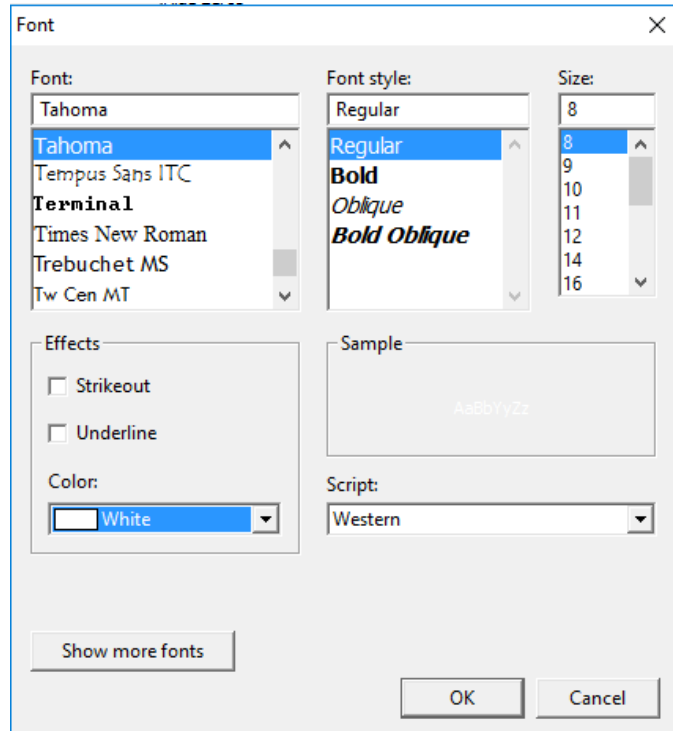 Font
Font:
Font style:
Size:
Tahoma
Regular
8
Tahoma
Tempus Sans ITC
Terminal
Times New Roman
Trebuchet MS
Tw Cen MT
Regular
Bold
Oblique
Bold Oblique
8
9
10
11
12
14
16
Effects
Strikeout
Underline
Color:
White
Sample
AaBbYyZz
Script:
Western
Show more fonts
OK
Cancel